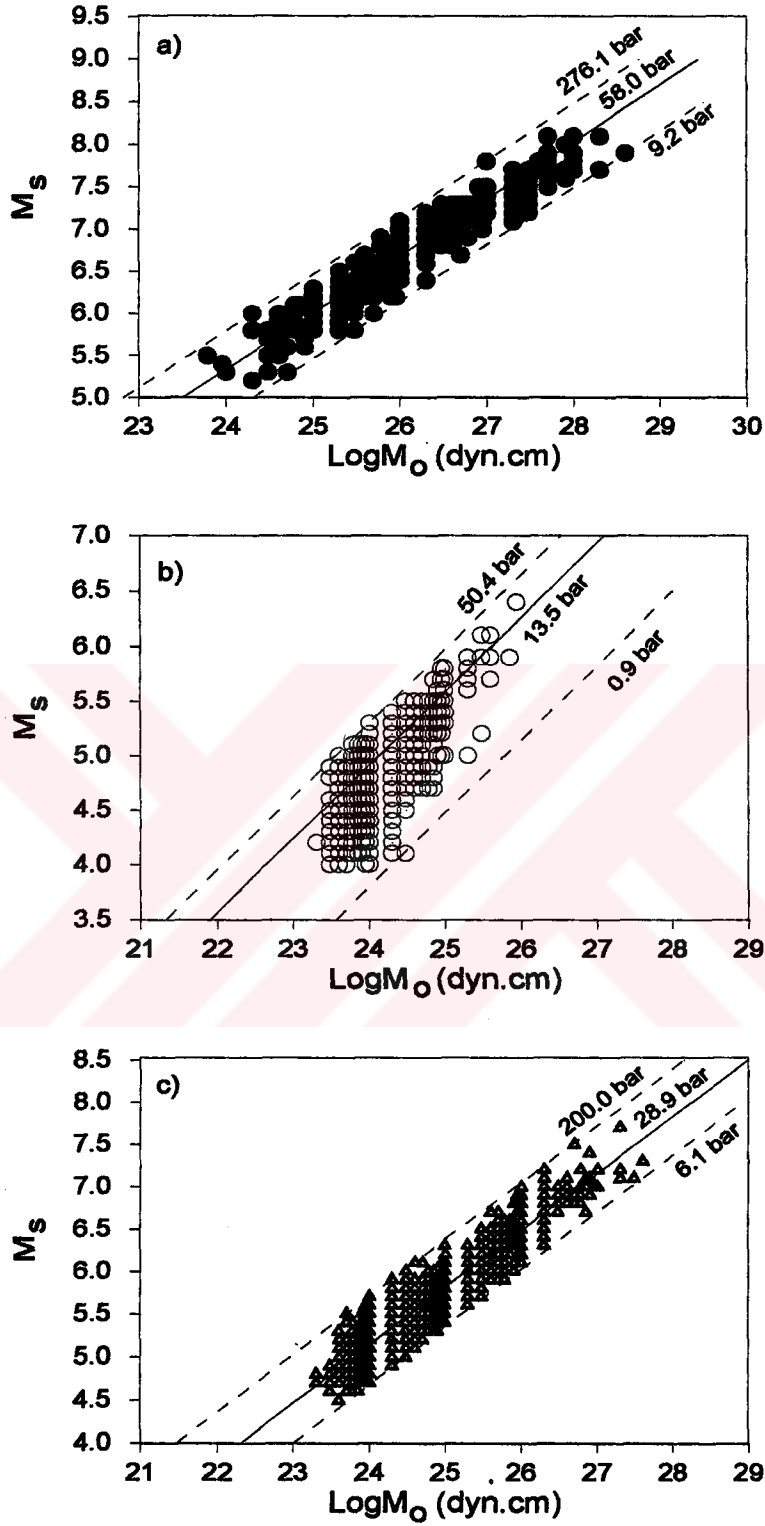 a)
9.5
9.0
8.5
8.0
7.5
7.0
6.5
6.0
5.5
5.0
Ms
276.1 bar
58.0 bar
9.2 bar
23 24 25 26 27 28 29 30
LogMo (dyn.cm)
b)
7.0
6.5
6.0
5.5
5.0
4.5
4.0
3.5
Ms
50.4 bar
13.5 bar
0.9 bar
21 22 23 24 25 26 27 28 29
LogMo (dyn.cm)
c)
8.5
8.0
7.5
7.0
6.5
6.0
5.5
5.0
4.5
4.0
Ms
200.0 bar
28.9 bar
6.1 bar
21 22 23 24 25 26 27 28 29
LogMo (dyn.cm)